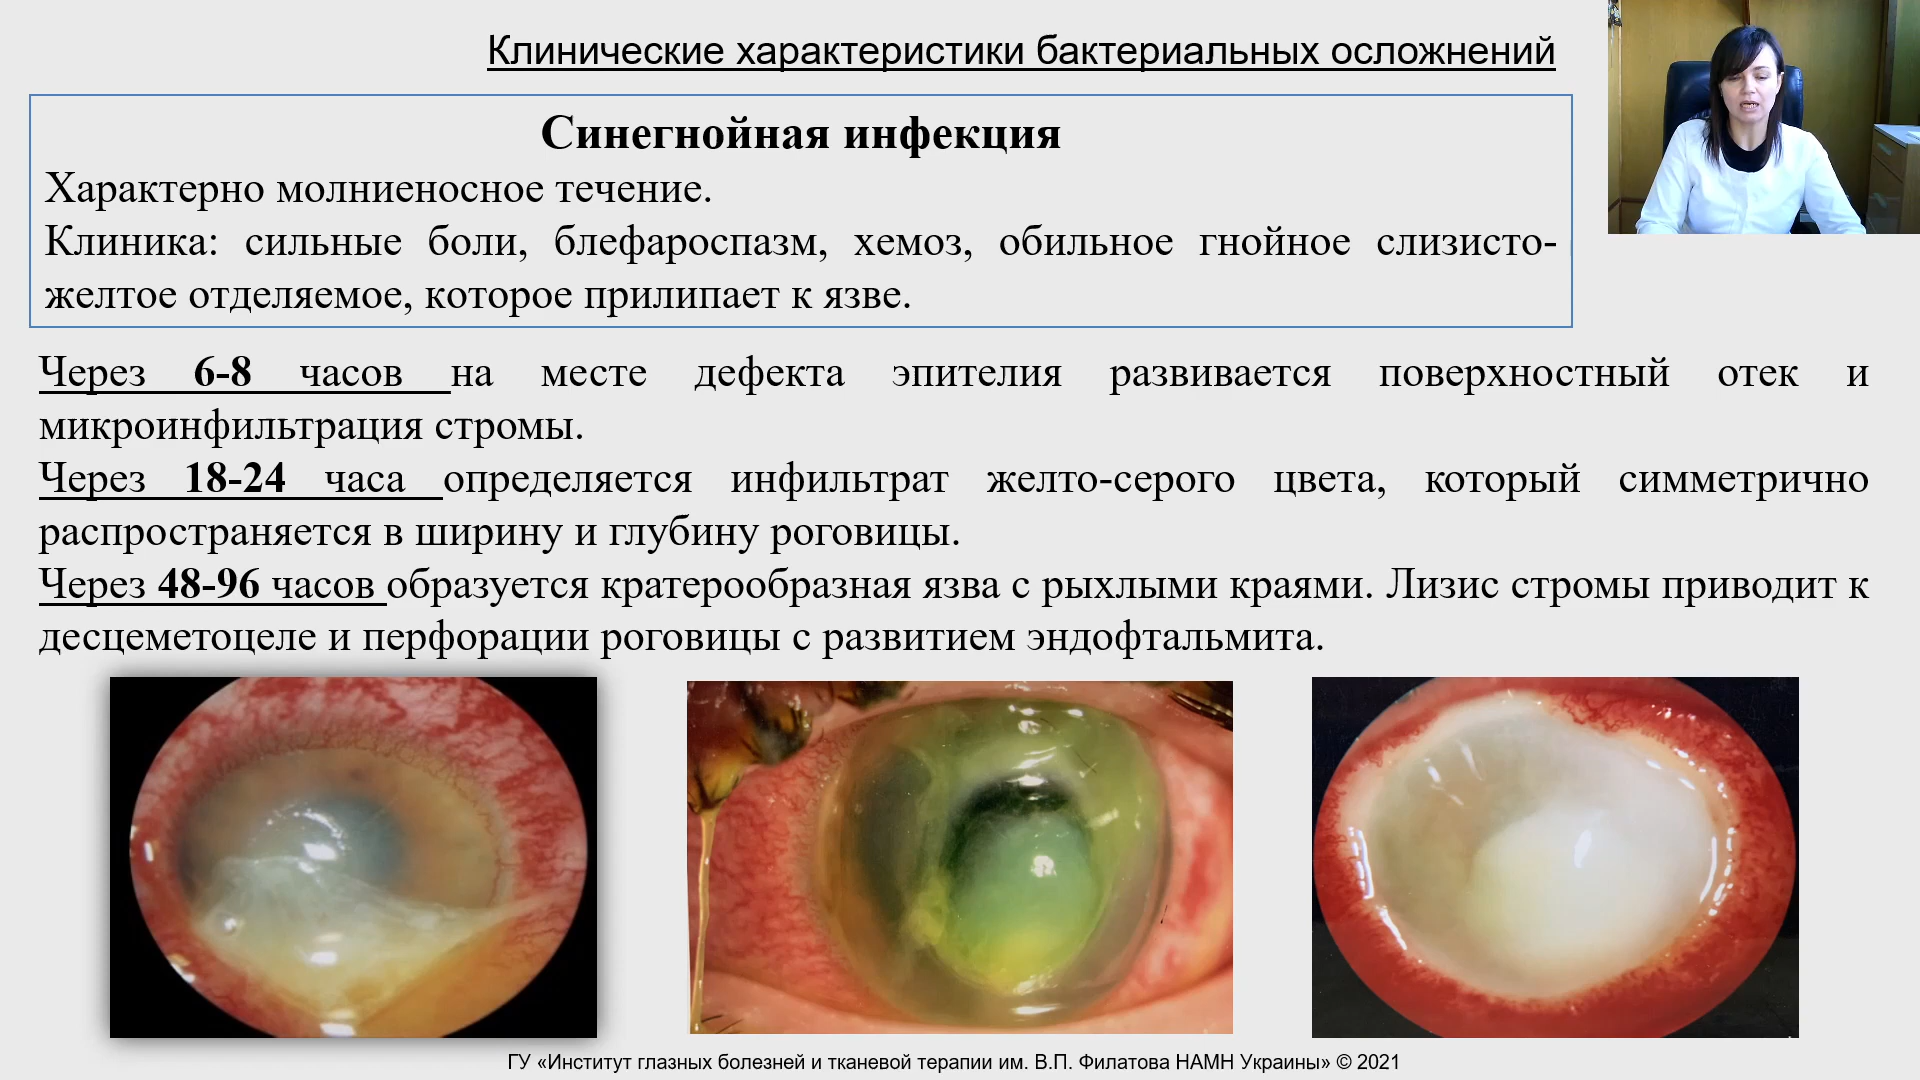 Клинические характеристики бактериальных осложнений
Синегнойная инфекция
Характерно молниеносное течение.
Клиника: сильные боли, блефароспазм, хемоз, обильное гнойное слизисто-
желтое отделяемое, которое прилипает к язве.
Через 6-8 часов на месте дефекта эпителия развивается поверхностный отек и
микроинфильтрация стромы.
Через 18-24 часа определяется инфильтрат желто-серого цвета, который симметрично
распространяется в ширину и глубину роговицы.
Через 48-96 часов образуется кратерообразная язва с рыхлыми краями. Лизис стромы приводит к
десцеметоцеле и перфорации роговицы с развитием эндофтальмита.
ГУ «Институт глазных болезней и тканевой терапии им. В.П. Филатова НАМН Украины» © 2021